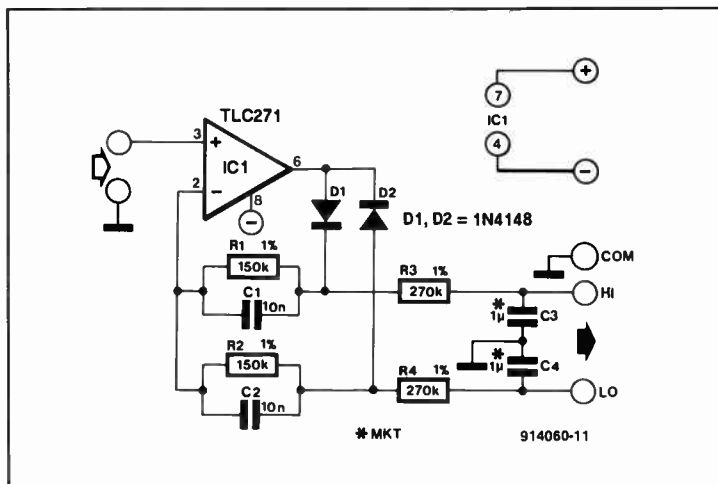 TLC271
3
+
IC1
2
−
6
8
−
7
+
IC1
4
−
D1
D2
D1, D2 = 1N4148
R1 1%
150k
C1
10n
R3 1%
270k
COM
HI
*
1µ
C3
*
1µ
C4
R2 1%
150k
C2
10n
R4 1%
270k
LO
* MKT
914060-11